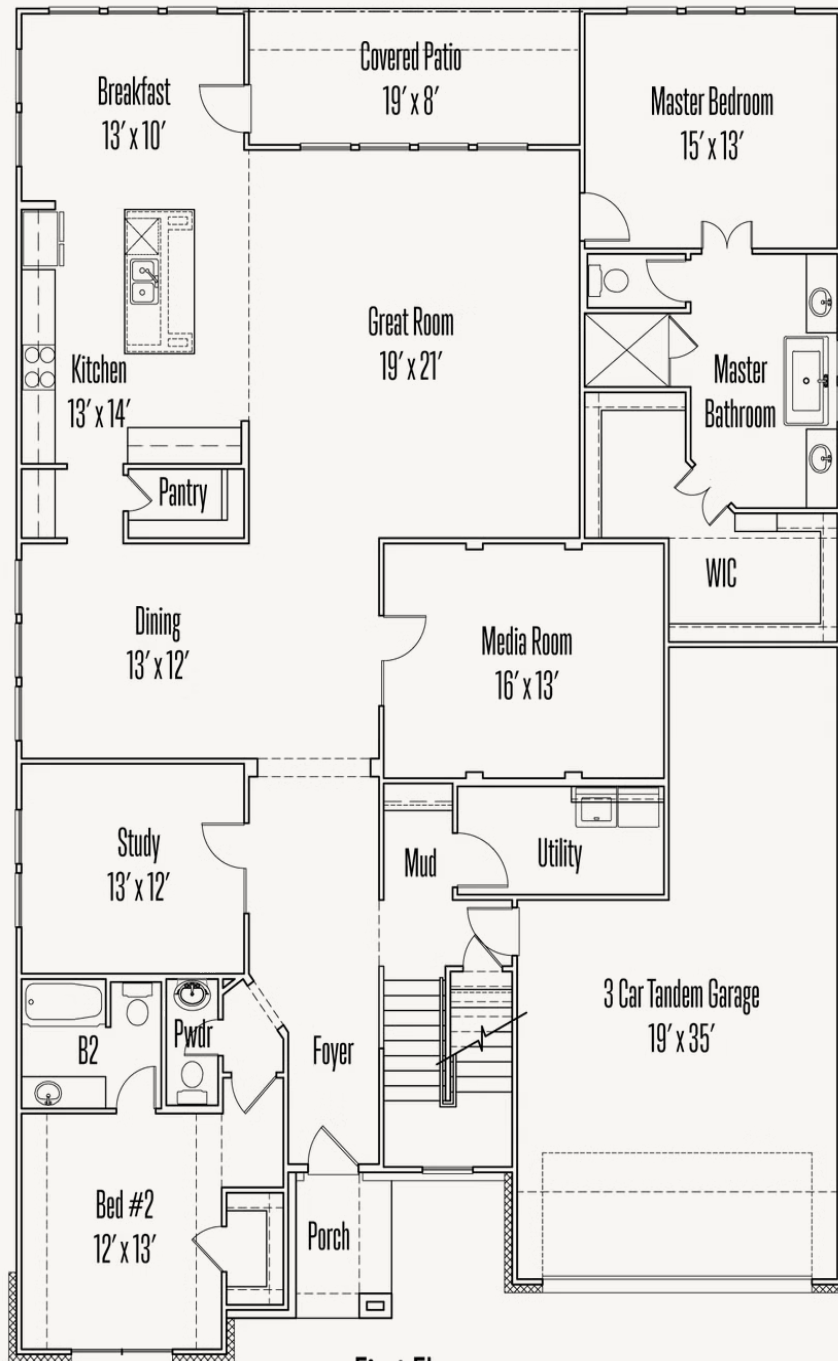 Covered Patio
19' x 8'
Breakfast
13' x 10'
Master Bedroom
15' x 13'
Great Room
19' x 21'
Kitchen
13' x 14'
Master
Bathroom
Pantry
WIC
Dining
13' x 12'
Media Room
16' x 13'
Study
13' x 12'
Mud
Utility
3 Car Tandem Garage
19' x 35'
B2
Pwdr
Foyer
Bed #2
12' x 13'
Porch